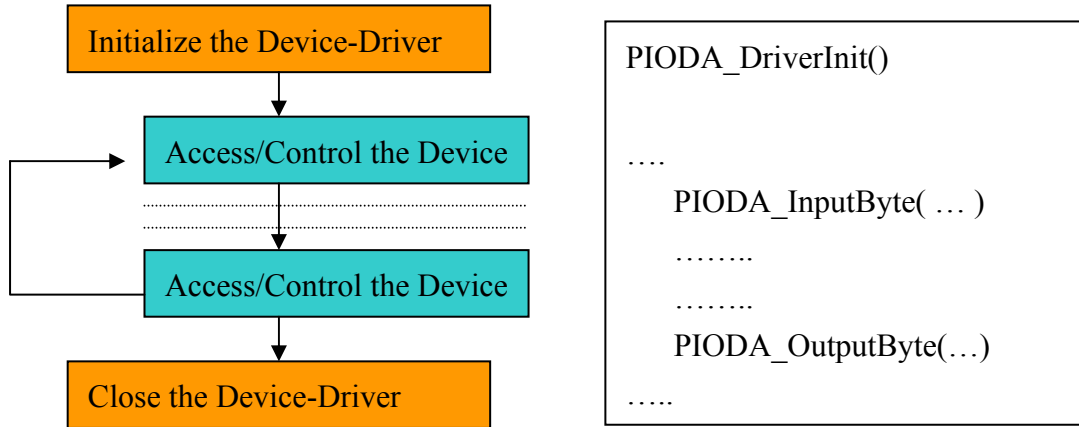 Initialize the Device-Driver
Access/Control the Device
Access/Control the Device
Close the Device-Driver
PIODA_DriverInit()
….
PIODA_InputByte( … )
……..
……..
PIODA_OutputByte(…)
…..